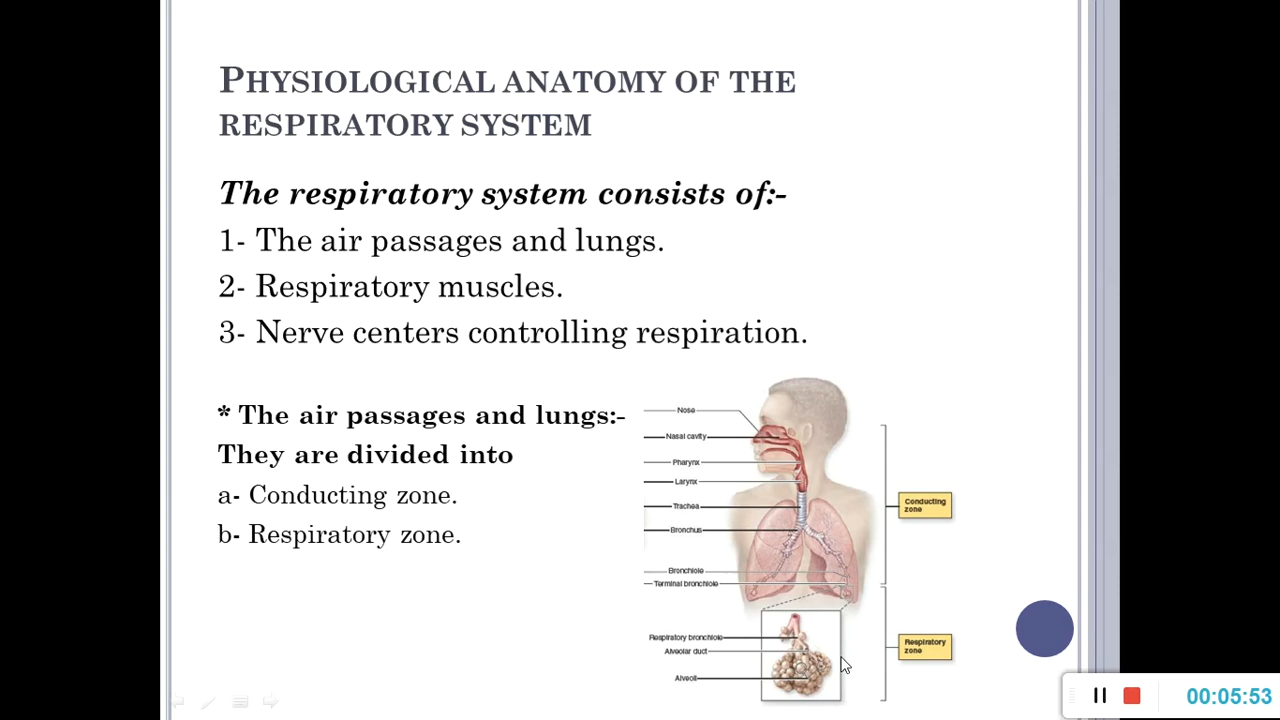 PHYSIOLOGICAL ANATOMY OF THE
RESPIRATORY SYSTEM
The respiratory system consists of:-
1- The air passages and lungs.
2- Respiratory muscles.
3- Nerve centers controlling respiration.
* The air passages and lungs:-
They are divided into
a- Conducting zone.
b- Respiratory zone.
Nose
Nasal cavity
Pharynx
Larynx
Trachea
Bronchus
Bronchiole
Terminal bronchiole
Respiratory bronchiole
Alveolar duct
Alveoli
Conducting
zone
Respiratory
zone
00:05:53